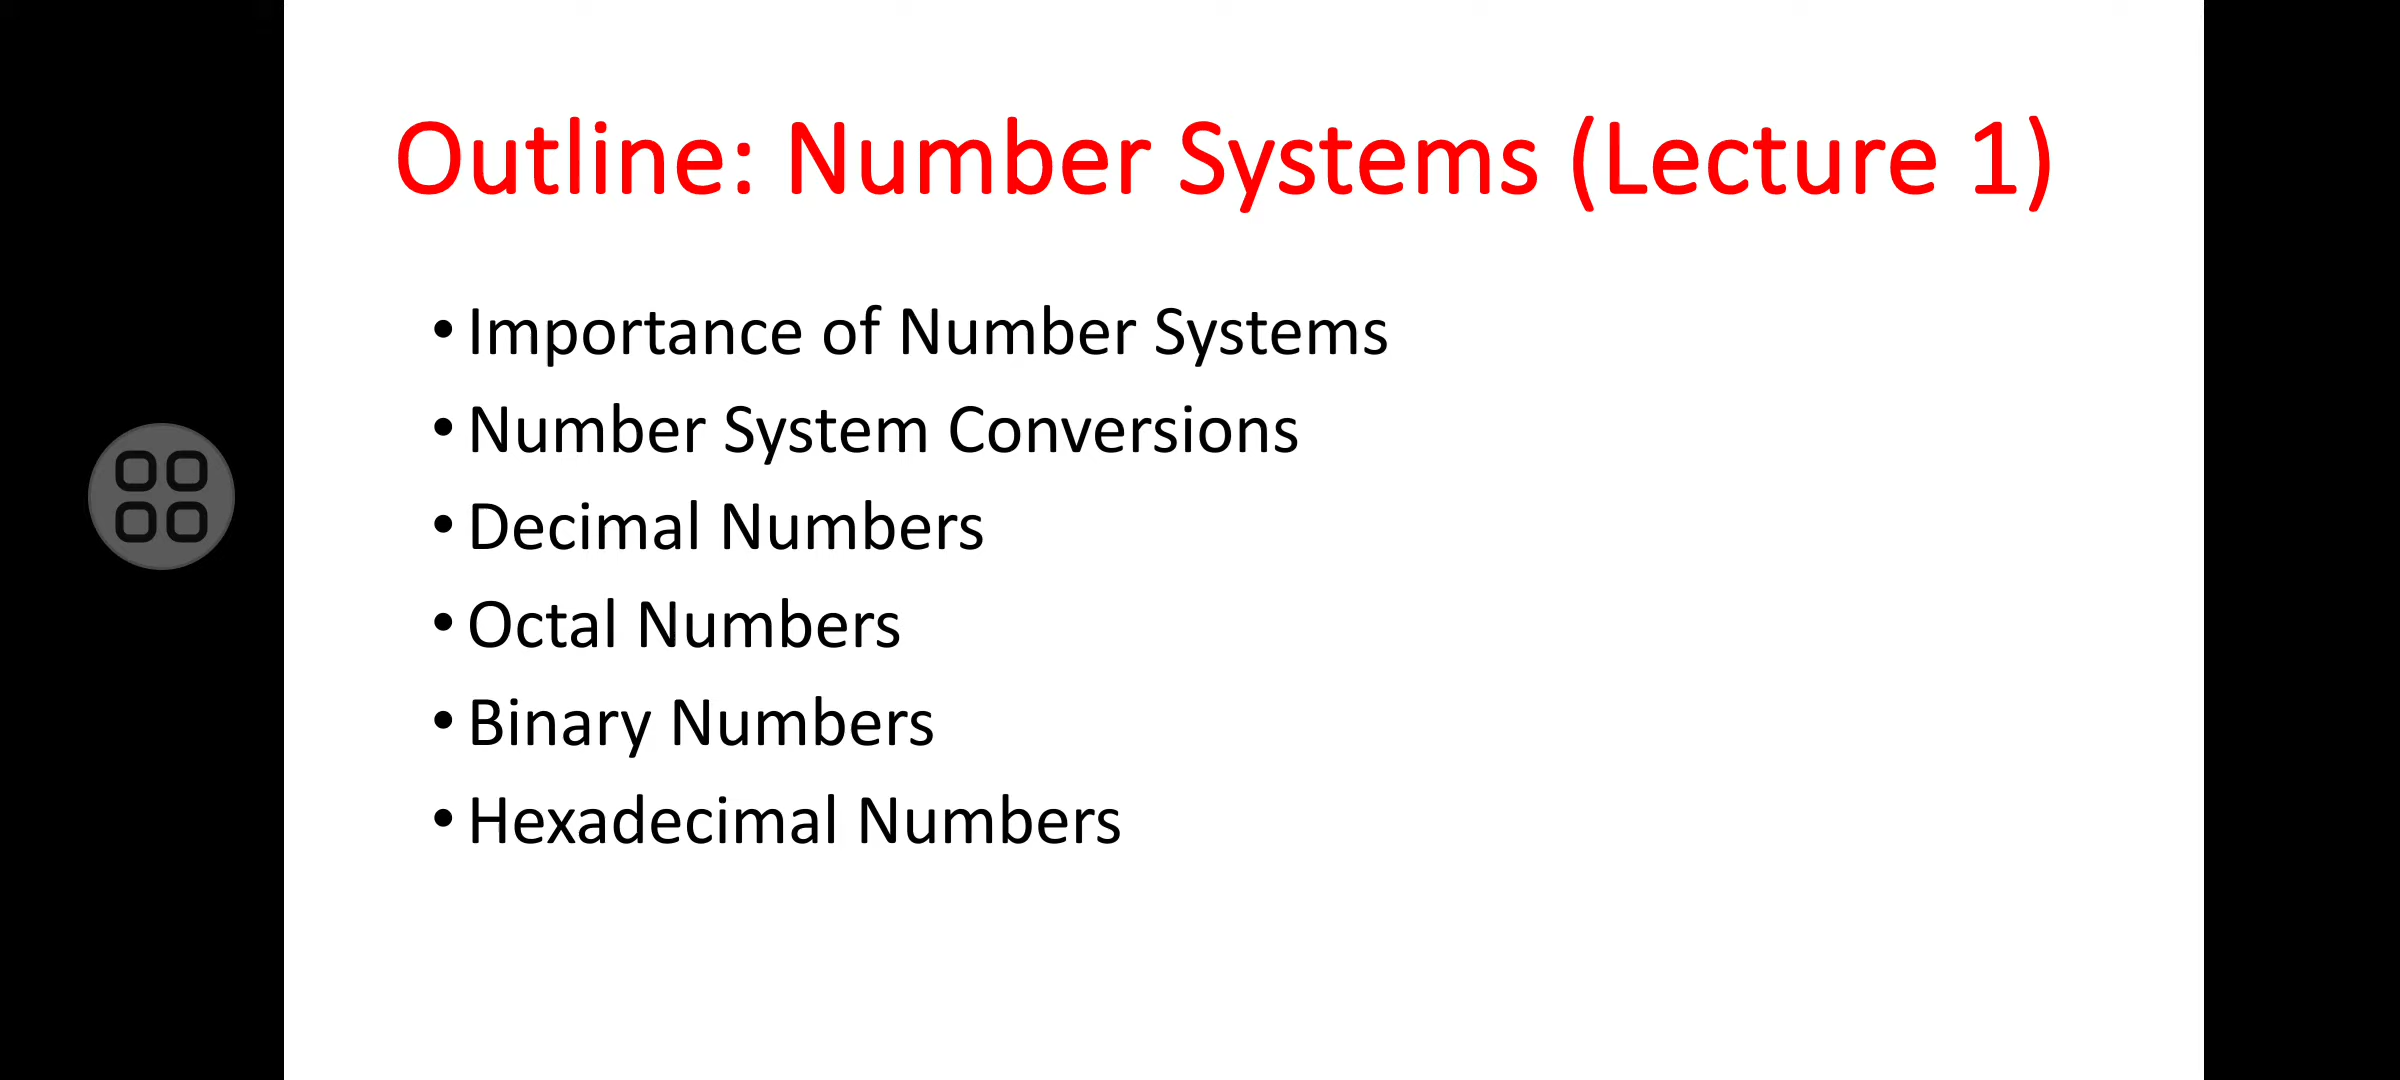 Outline: Number Systems (Lecture 1)
• Importance of Number Systems
• Number System Conversions
• Decimal Numbers
• Octal Numbers
• Binary Numbers
• Hexadecimal Numbers